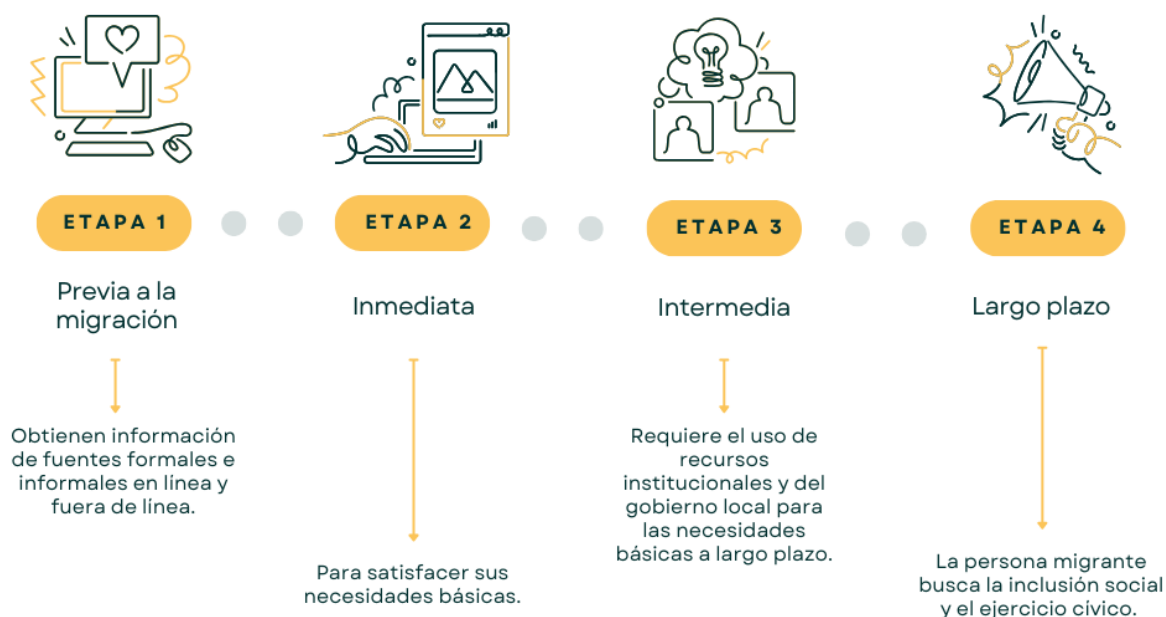 ETAPA 1
Previa a la
migración
Obtienen información
de fuentes formales e
informales en línea y
fuera de línea.
ETAPA 2
Inmediata
Para satisfacer sus
necesidades básicas.
ETAPA 3
Intermedia
Requiere el uso de
recursos
institucionales y del
gobierno local para
las necesidades
básicas a largo plazo.
ETAPA 4
Largo plazo
La persona migrante
busca la inclusión social
y el ejercicio cívico.